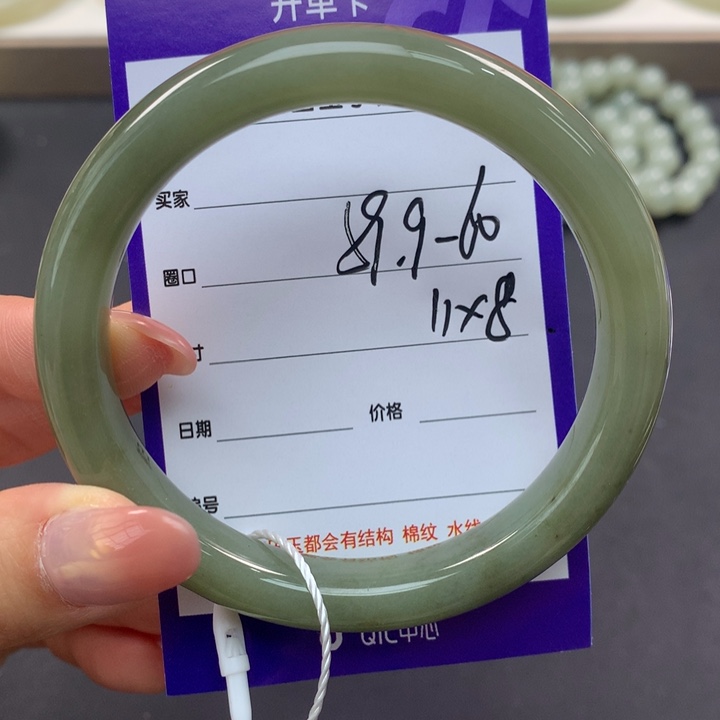 开单卡
买家
59.9-60
圈口
11×8
寸
日期 价格
号
玉都会有结构 棉纹 水线
QIC中心